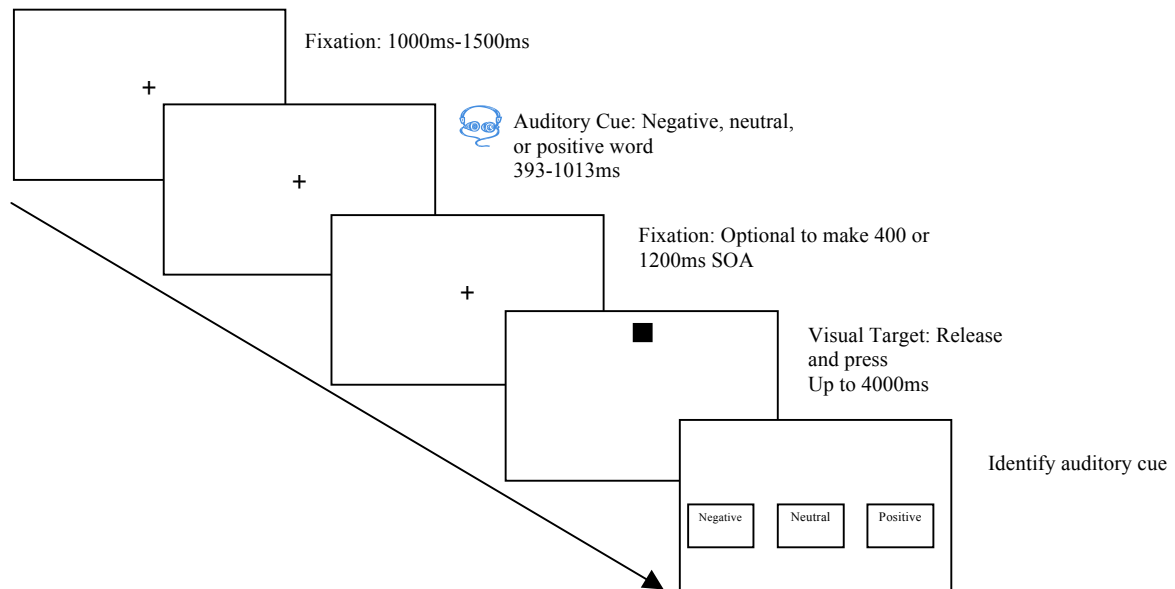 Fixation: 1000ms-1500ms
+
Auditory Cue: Negative, neutral,
or positive word
393-1013ms
+
Fixation: Optional to make 400 or
1200ms SOA
+
Visual Target: Release
and press
Up to 4000ms
Identify auditory cue
Negative Neutral Positive